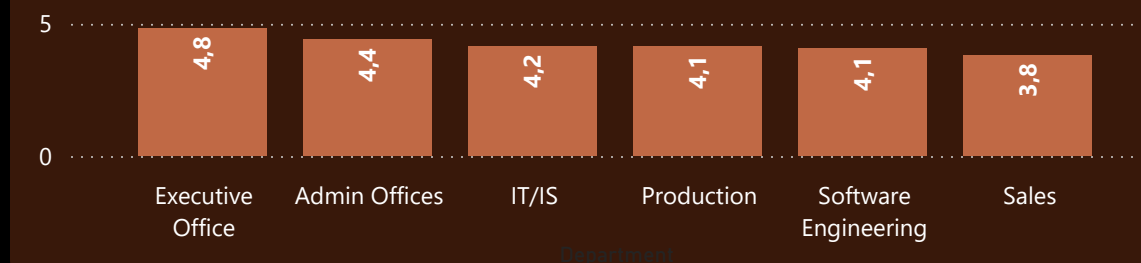 5
4,8
4,4
4,2
4,1
4,1
3,8
0
Executive Office
Admin Offices
IT/IS
Production
Software Engineering
Sales
Department